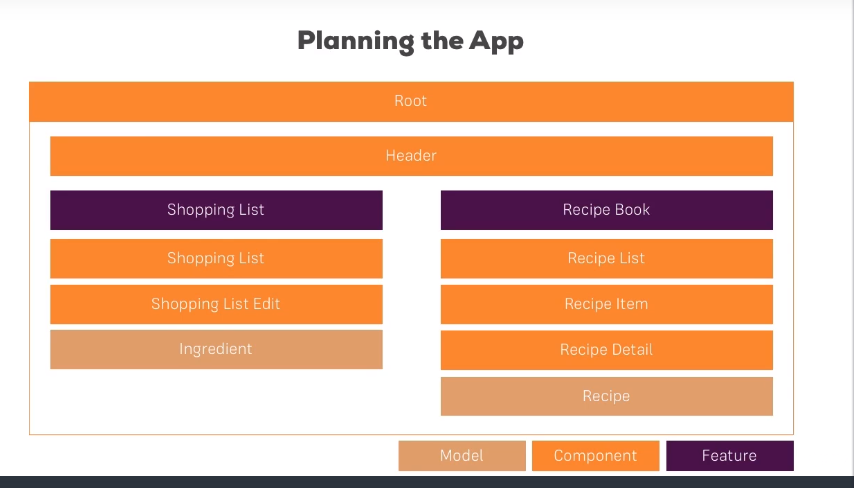 Planning the App
Root
Header
Shopping List
Recipe Book
Shopping List
Recipe List
Shopping List Edit
Recipe Item
Ingredient
Recipe Detail
Recipe
Model
Component
Feature